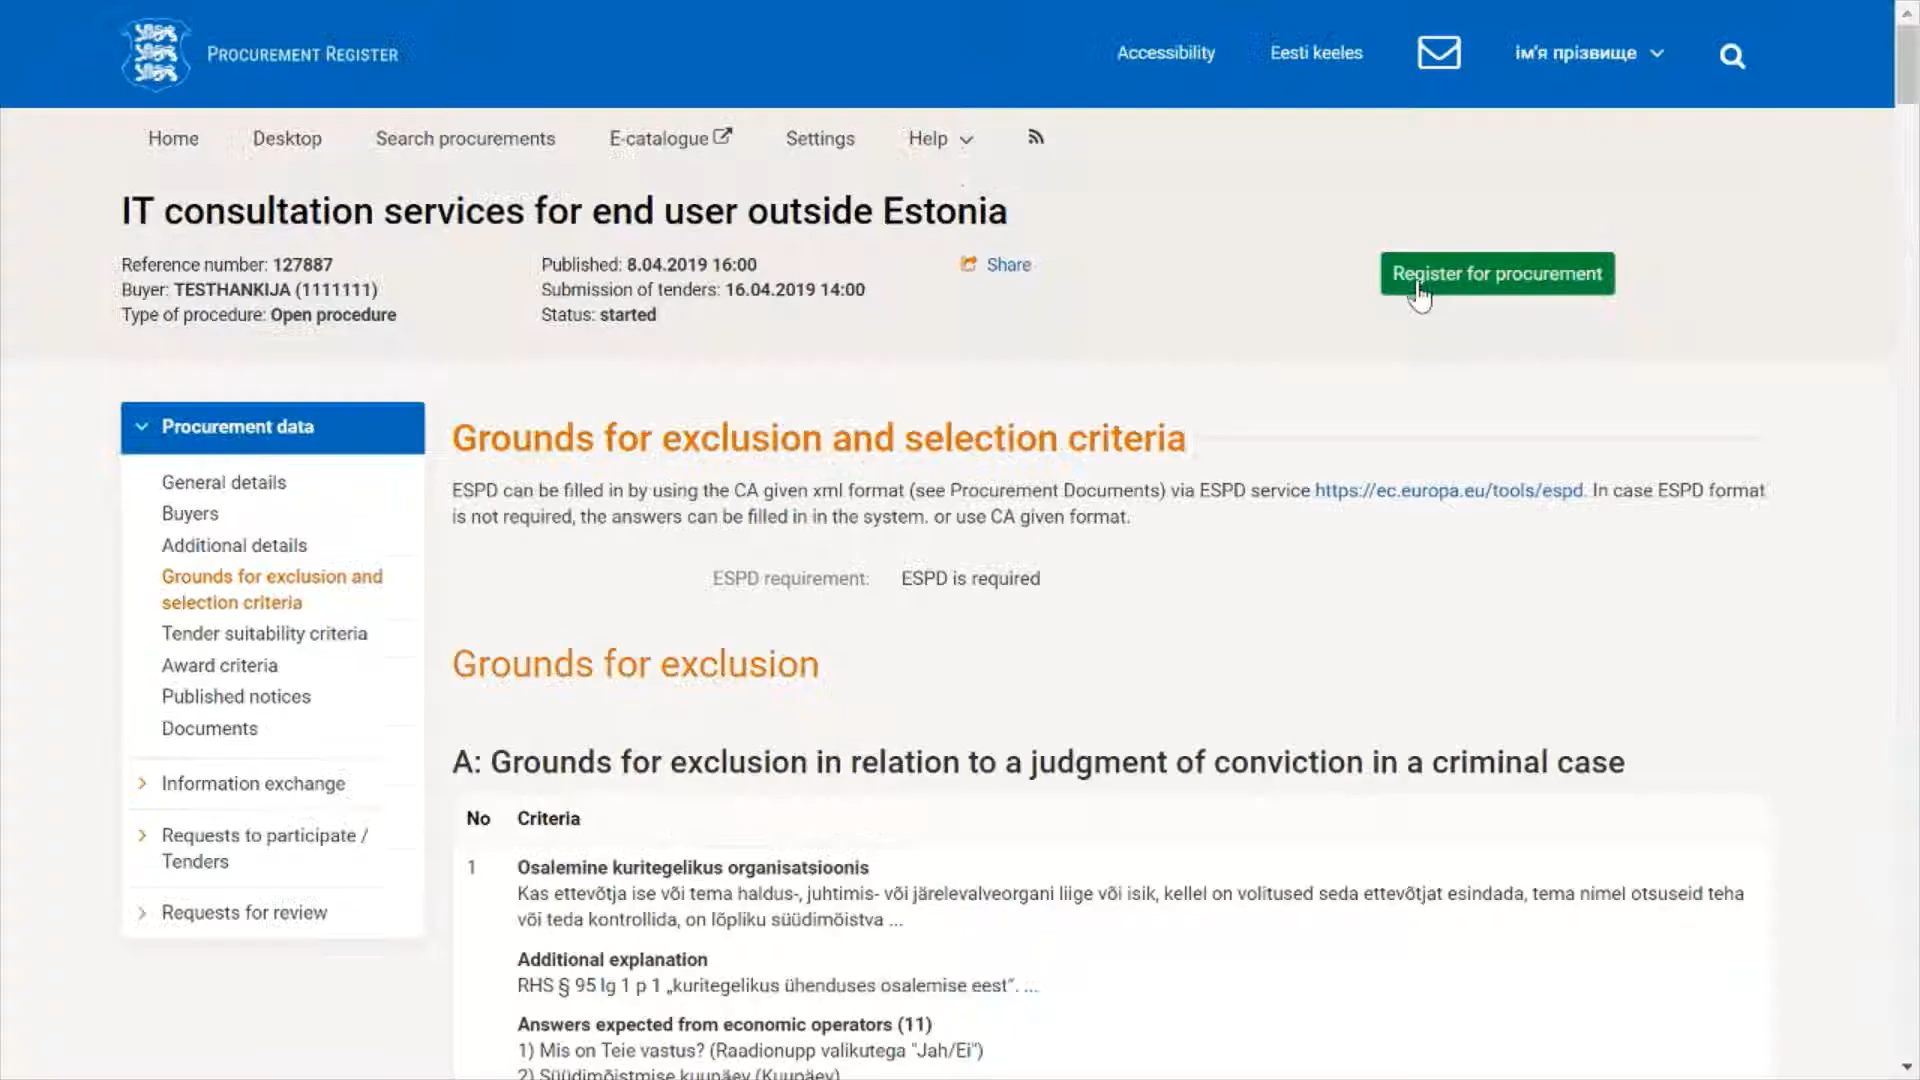 PROCUREMENT REGISTER
Accessibility
Eesti keeles
ім'я прізвище
Home
Desktop
Search procurements
E-catalogue
Settings
Help
IT consultation services for end user outside Estonia
Reference number: 127887
Buyer: TESTHANKIJA (1111111)
Type of procedure: Open procedure
Published: 8.04.2019 16:00
Submission of tenders: 16.04.2019 14:00
Status: started
Share
Register for procurement
Procurement data
General details
Buyers
Additional details
Grounds for exclusion and
selection criteria
Tender suitability criteria
Award criteria
Published notices
Documents
Information exchange
Requests to participate /
Tenders
Requests for review
Grounds for exclusion and selection criteria
ESPD can be filled in by using the CA given xml format (see Procurement Documents) via ESPD service https://ec.europa.eu/tools/espd. In case ESPD format
is not required, the answers can be filled in in the system. or use CA given format.
ESPD requirement: ESPD is required
Grounds for exclusion
A: Grounds for exclusion in relation to a judgment of conviction in a criminal case
No Criteria
1 Osalemine kuritegelikus organisatsioonis
Kas ettevõtja ise või tema haldus-, juhtimis- või järelevalveorgani liige või isik, kellel on volitused seda ettevõtjat esindada, tema nimel otsuseid teha
või teda kontrollida, on lõpliku süüdimõistva ...
Additional explanation
RHS § 95 lg 1 p 1 „kuritegelikus ühenduses osalemise eest“. ...
Answers expected from economic operators (11)
1) Mis on Teie vastus? (Raadionupp valikutega "Jah/Ei")
2) Süüdimõistmise kuupäev (Kuupäev)